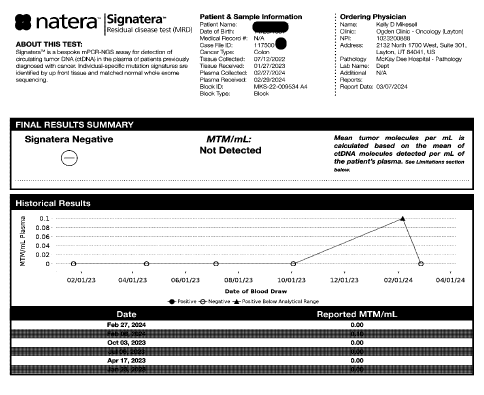 natera™ | Signatera™
Residual disease test (MRD)
ABOUT THIS TEST:
Signatera™ is a bespoke mPCR-NGS assay for detection of
circulating tumor DNA (ctDNA) in the plasma of patients previously
diagnosed with cancer. Individual-specific mutation signatures are
identified by up front tissue and matched normal whole exome
sequencing.
Patient & Sample Information
Patient Name:
Date of Birth:
Medical Record #: N/A
Case File ID: 117500
Cancer Type: Colon
Tissue Collected: 07/12/2022
Tissue Received: 01/27/2023
Plasma Collected: 02/27/2024
Plasma Received: 02/29/2024
Block ID: MKS-22-009534 A4
Block Type: Block
Ordering Physician
Name: Kelly D Mikesell
Clinic: Ogden Clinic - Oncology (Layton)
NPI: 1023200888
Address: 2132 North 1700 West, Suite 301,
Layton, UT 84041, US
Pathology McKay Dee Hospital - Pathology
Lab Name: Dept
Additional N/A
Reports:
Report Date: 03/07/2024
FINAL RESULTS SUMMARY
Signatera Negative
MTM/mL:
Not Detected
Mean tumor molecules per mL is
calculated based on the mean of
ctDNA molecules detected per mL of
the patient's plasma. See Limitations section
below.
Historical Results
MTM/mL Plasma
0.1
0.08
0.06
0.04
0.02
0
02/01/23 04/01/23 06/01/23 08/01/23 10/01/23 12/01/23 02/01/24 04/01/24
Date of Blood Draw
Positive Negative Positive Below Analytical Range
Date Reported MTM/mL
Feb 27, 2024 0.00
Oct 03, 2023 0.00
Apr 17, 2023 0.00